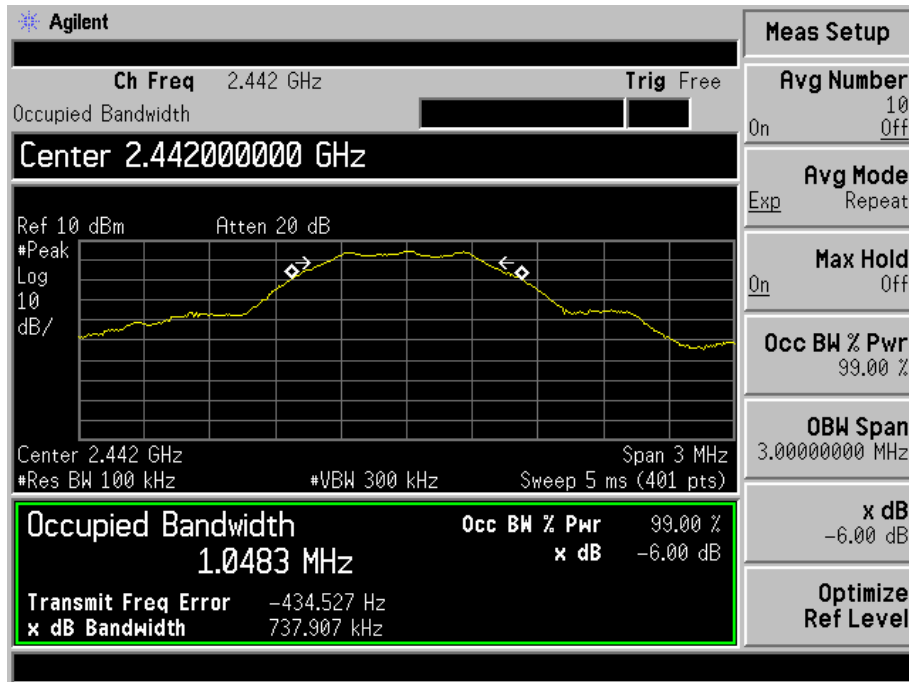 Agilent
Ch Freq 2.442 GHz Trig Free
Occupied Bandwidth
Center 2.442000000 GHz
Ref 10 dBm Atten 20 dB
#Peak
Log
10
dB/
Center 2.442 GHz Span 3 MHz
#Res BW 100 kHz #VBW 300 kHz Sweep 5 ms (401 pts)
Occupied Bandwidth Occ BW % Pwr 99.00 %
1.0483 MHz x dB -6.00 dB
Transmit Freq Error -434.527 Hz
x dB Bandwidth 737.907 kHz
Meas Setup
Avg Number
10
On Off
Avg Mode
Exp Repeat
Max Hold
On Off
Occ BW % Pwr
99.00 %
OBW Span
3.00000000 MHz
x dB
-6.00 dB
Optimize
Ref Level